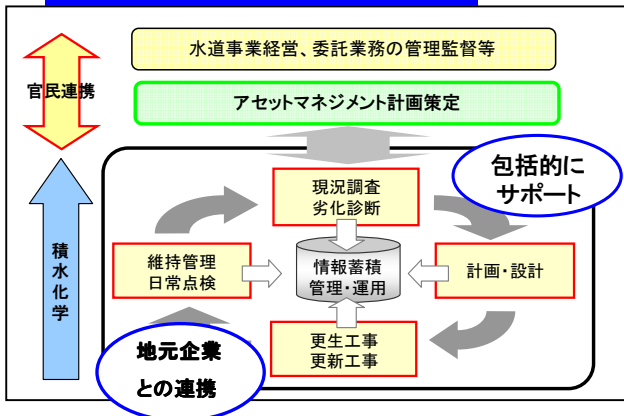 水道事業経営、委託業務の管理監督等
官民連携
アセットマネジメント計画策定
包括的に
サポート
現況調査
劣化診断
積水化学
維持管理
日常点検
情報蓄積
管理・運用
計画・設計
更生工事
更新工事
地元企業
との連携